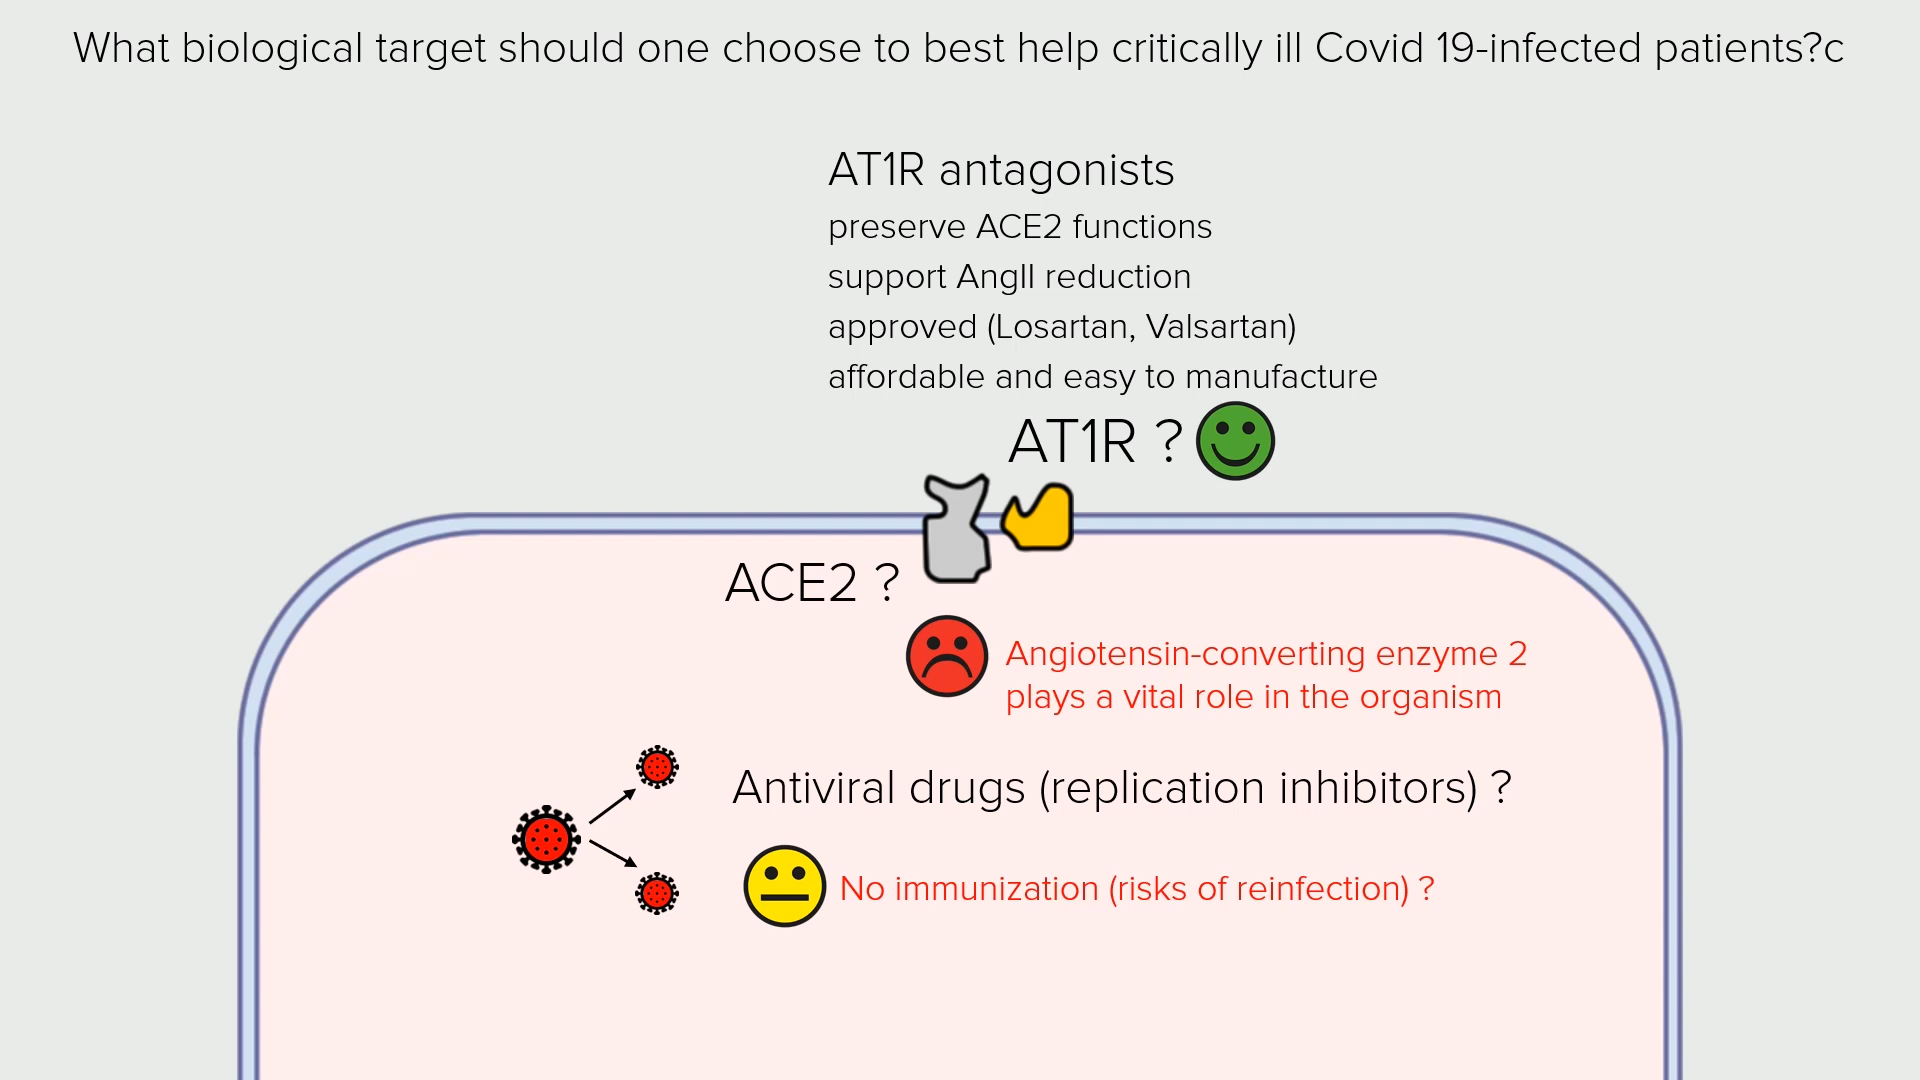 What biological target should one choose to best help critically ill Covid 19-infected patients?c
AT1R antagonists
preserve ACE2 functions
support AngII reduction
approved (Losartan, Valsartan)
affordable and easy to manufacture
AT1R ?
ACE2 ?
Angiotensin-converting enzyme 2
plays a vital role in the organism
Antiviral drugs (replication inhibitors) ?
No immunization (risks of reinfection) ?